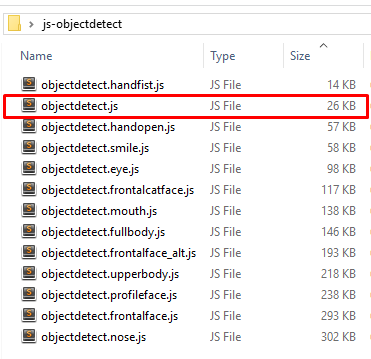 js-objectdetect
Name Type Size
objectdetect.handfist.js JS File 14 KB
objectdetect.js JS File 26 KB
objectdetect.handopen.js JS File 57 KB
objectdetect.smile.js JS File 58 KB
objectdetect.eye.js JS File 98 KB
objectdetect.frontalcatface.js JS File 117 KB
objectdetect.mouth.js JS File 138 KB
objectdetect.fullbody.js JS File 146 KB
objectdetect.frontalface_alt.js JS File 193 KB
objectdetect.upperbody.js JS File 218 KB
objectdetect.profileface.js JS File 238 KB
objectdetect.frontalface.js JS File 293 KB
objectdetect.nose.js JS File 302 KB